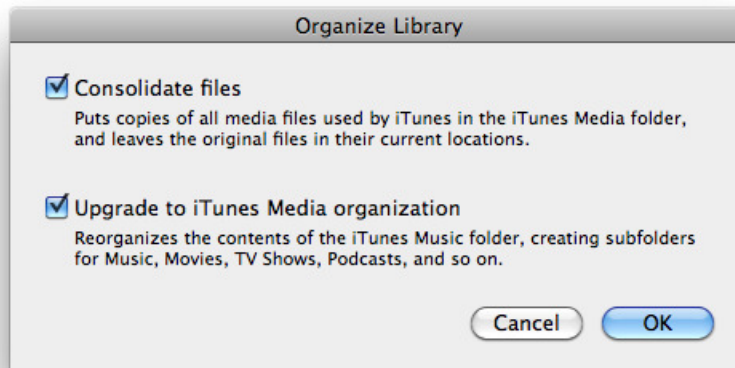 Organize Library
Consolidate files
Puts copies of all media files used by iTunes in the iTunes Media folder,
and leaves the original files in their current locations.
Upgrade to iTunes Media organization
Reorganizes the contents of the iTunes Music folder, creating subfolders
for Music, Movies, TV Shows, Podcasts, and so on.
Cancel OK